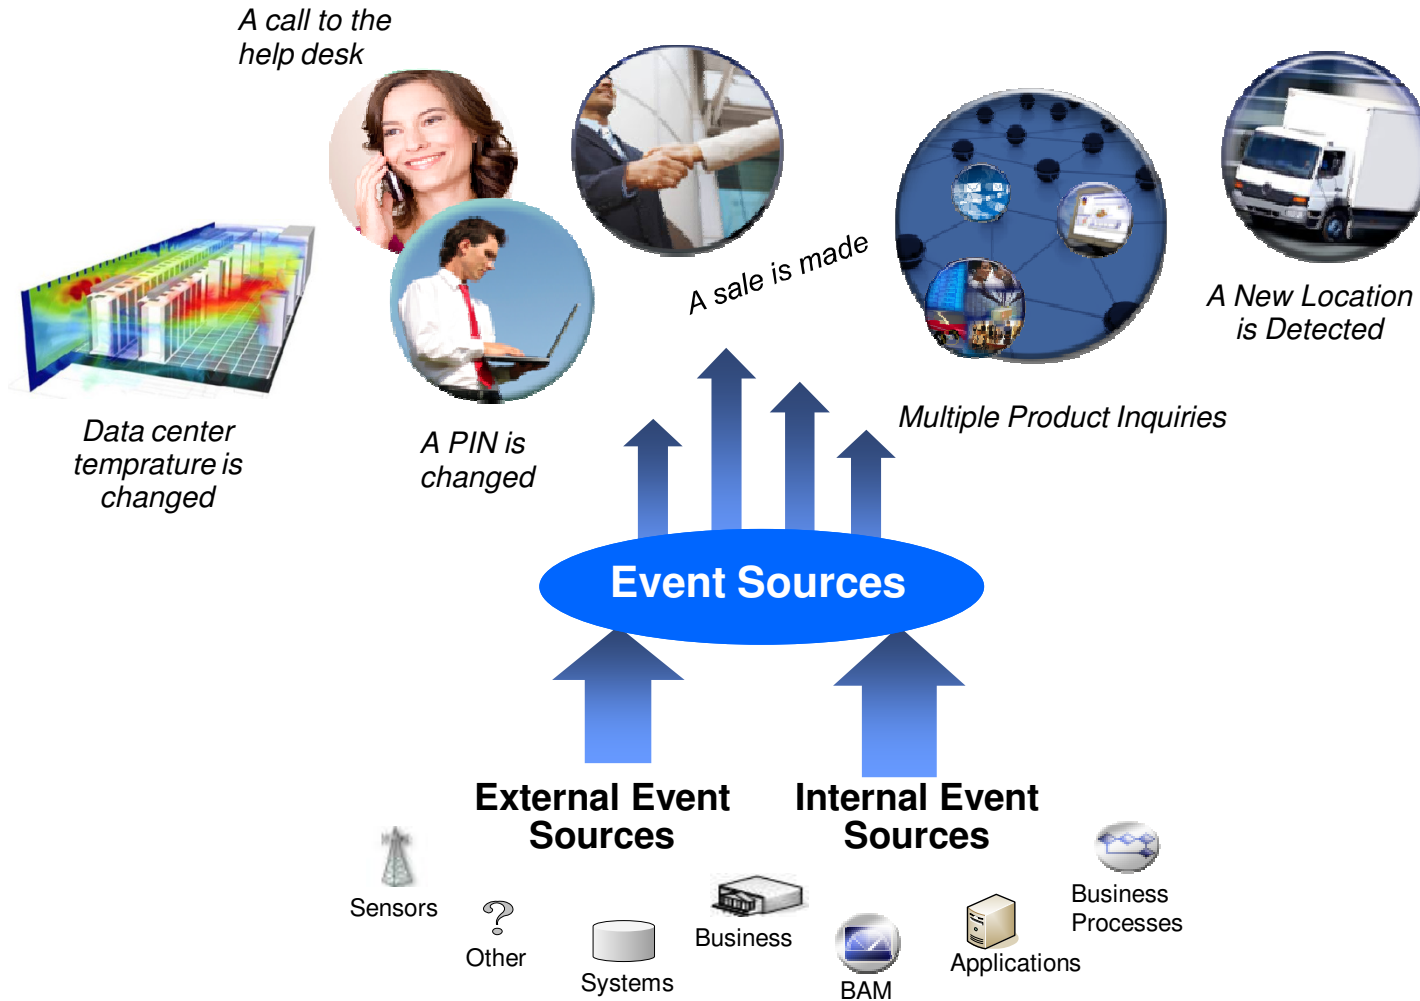 A call to the
help desk
A sale is made
A New Location
is Detected
Data center
temprature is
changed
A PIN is
changed
Multiple Product Inquiries
Event Sources
External Event
Sources
Internal Event
Sources
Sensors
Other
Systems
Business
BAM
Applications
Business
Processes